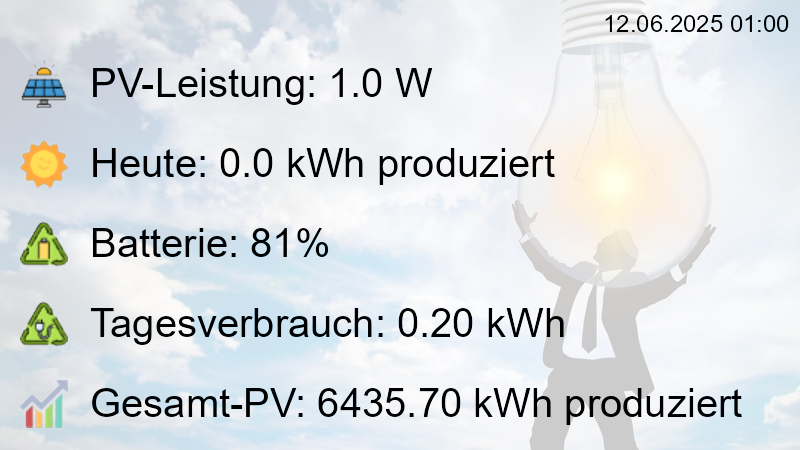 12.06.2025 01:00
PV-Leistung: 1.0 W
Heute: 0.0 kWh produziert
Batterie: 81%
Tagesverbrauch: 0.20 kWh
Gesamt-PV: 6435.70 kWh produziert